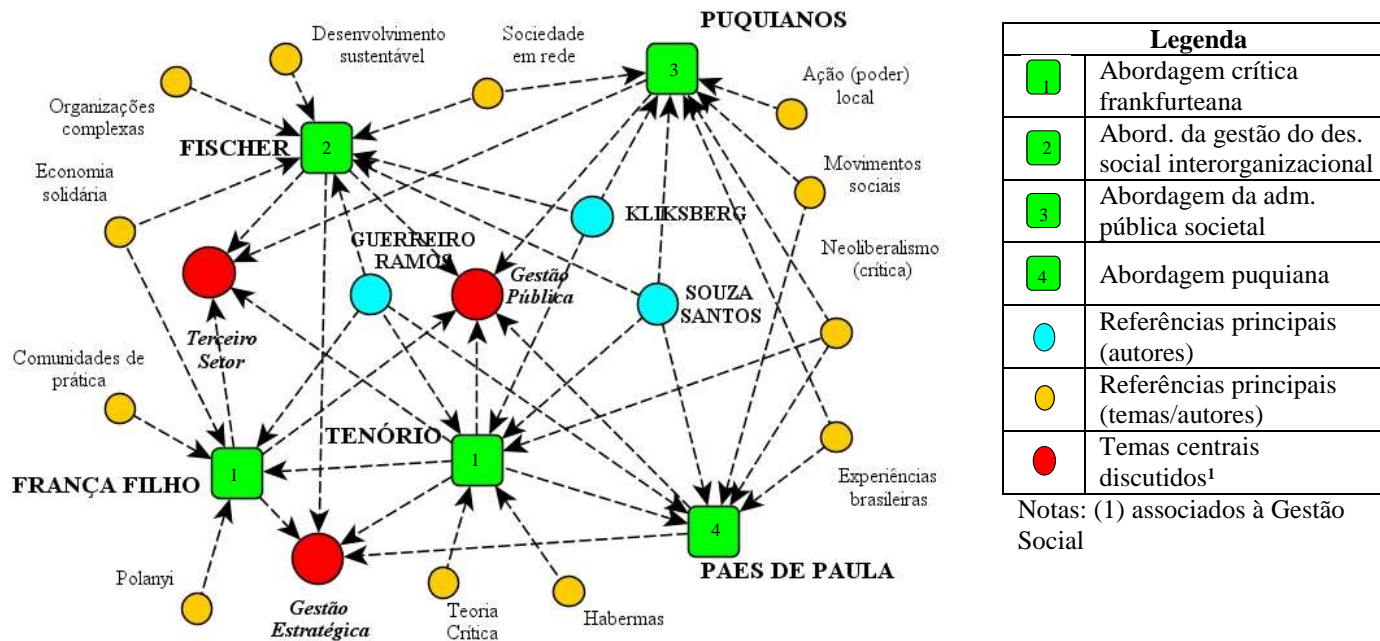 PUQUIANOS
3
Desenvolvimento
sustentável
Sociedade
em rede
Ação (poder)
local
Organizações
complexas
FISCHER
2
Economia
solidária
Movimentos
sociais
KLIKSBERG
GUERREIRO
RAMOS
Gestão
Pública
Neoliberalismo
(crítica)
SOUZA
SANTOS
Terceiro
Setor
Comunidades de
prática
TENÓRIO
1
FRANÇA FILHO
1
Experiências
brasileiras
4
PAES DE PAULA
Polanyi
Gestão
Estratégica
Teoria
Crítica
Habermas
Legenda
1
Abordagem crítica
frankfurteana
2
Abord. da gestão do des.
social interorganizacional
3
Abordagem da adm.
pública societal
4
Abordagem puquiana
Referências principais
(autores)
Referências principais
(temas/autores)
Temas centrais
discutidos¹
Notas: (1) associados à Gestão
Social